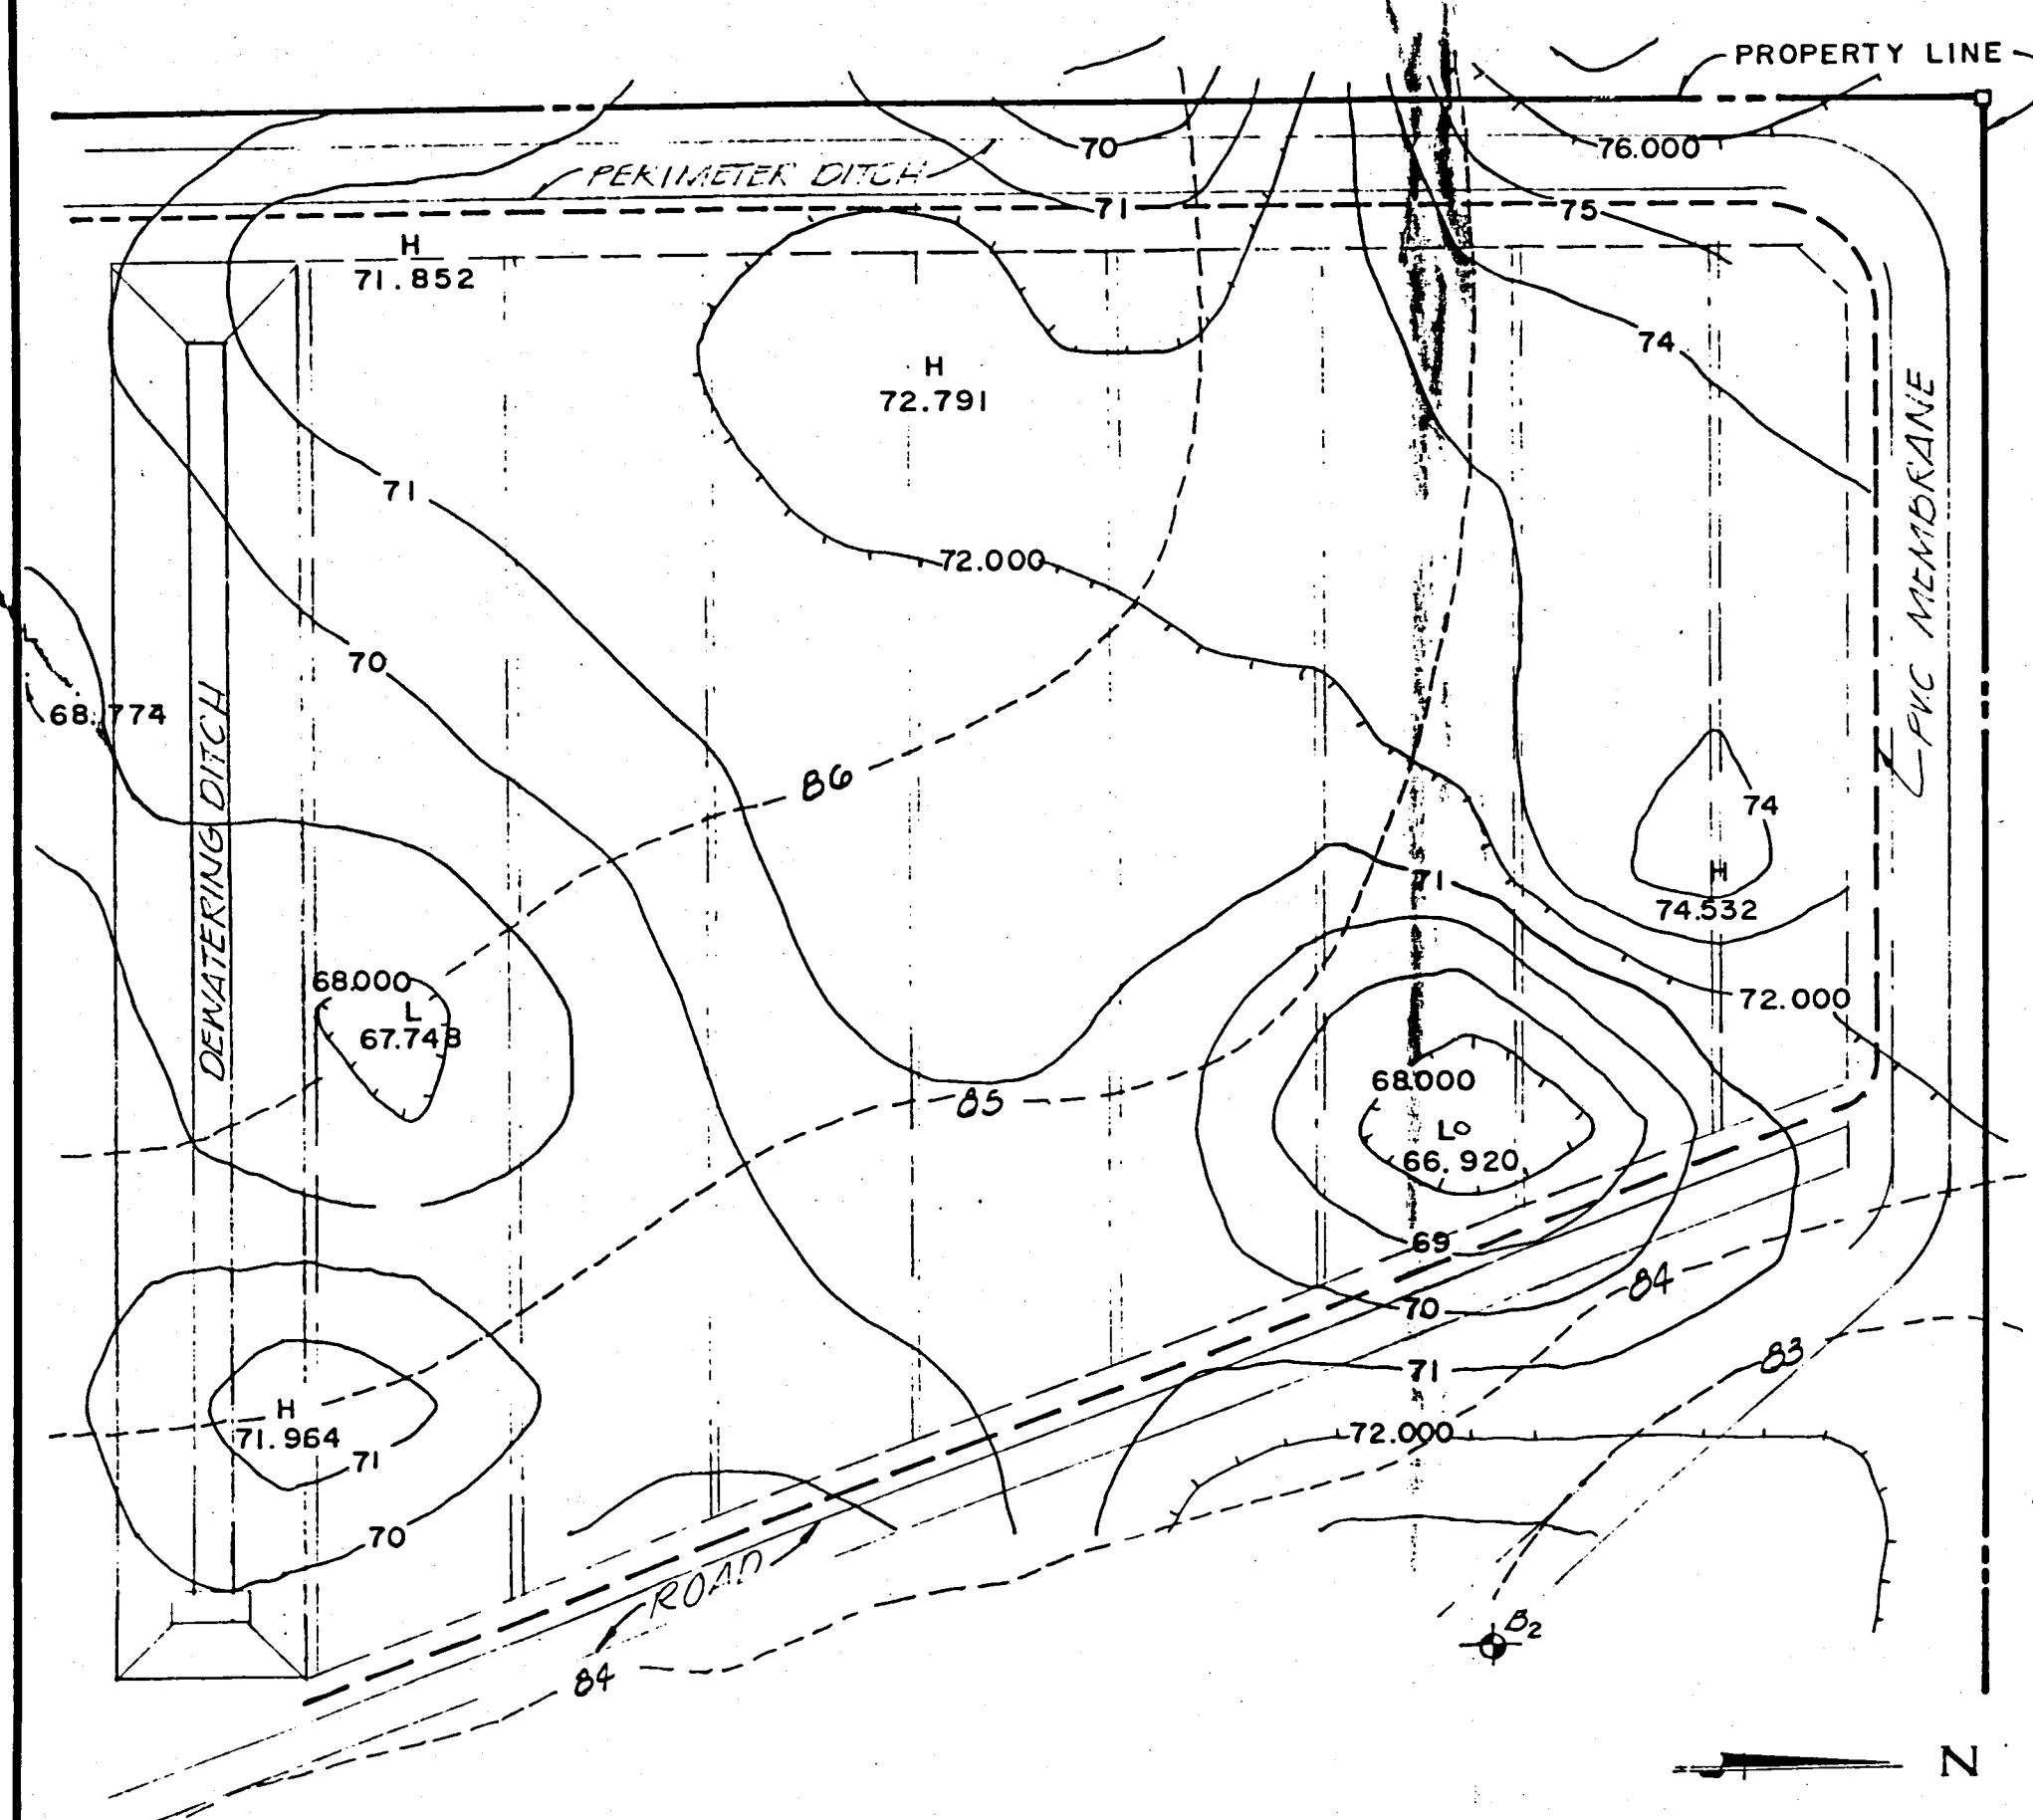 PROPERTY LINE
70
76.000
PERIMETER DITCH
71
75
H
71.852
74
H
72.791
PVC MEMBRANE
71
72.000
70
68.774
DEWATERING DITCH
86
74
71
H
74.532
68.000
L
67.748
72.000
85
68.000
L
66.920
69
84
70
83
71
H
71.964
72.000
71
70
ROAD
B2
84
N